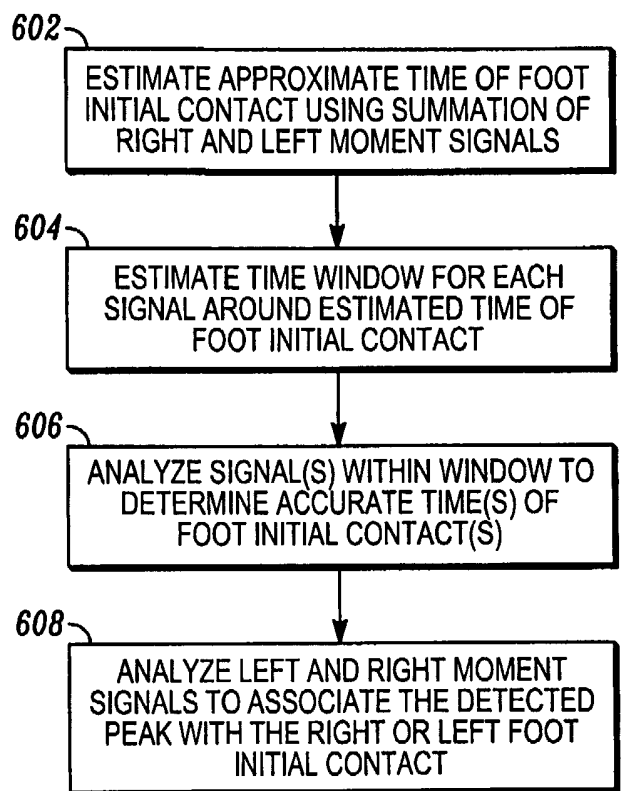 602
ESTIMATE APPROXIMATE TIME OF FOOT
INITIAL CONTACT USING SUMMATION OF
RIGHT AND LEFT MOMENT SIGNALS
604
ESTIMATE TIME WINDOW FOR EACH
SIGNAL AROUND ESTIMATED TIME OF
FOOT INITIAL CONTACT
606
ANALYZE SIGNAL(S) WITHIN WINDOW TO
DETERMINE ACCURATE TIME(S) OF
FOOT INITIAL CONTACT(S)
608
ANALYZE LEFT AND RIGHT MOMENT
SIGNALS TO ASSOCIATE THE DETECTED
PEAK WITH THE RIGHT OR LEFT FOOT
INITIAL CONTACT